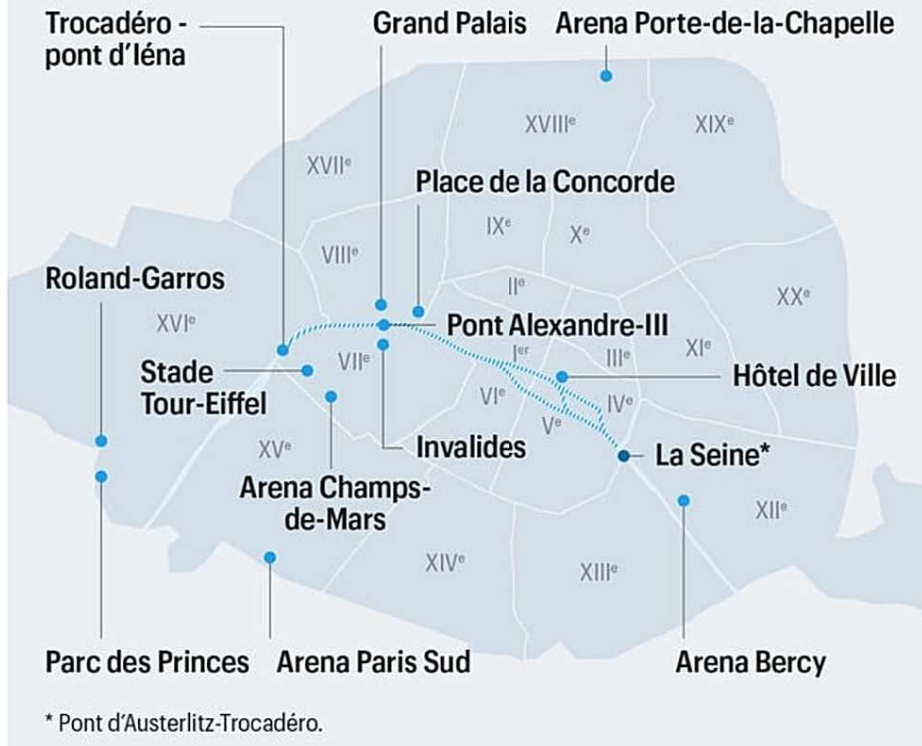 Trocadéro -
pont d'Iéna
Grand Palais
Arena Porte-de-la-Chapelle
XVIIIe
XIXe
XVIIe
Place de la Concorde
IXe
Xe
VIIIe
Roland-Garros
IIe
XXe
XVIe
Pont Alexandre-III
Ier
IIIe
XIe
VIIe
Stade
Tour-Eiffel
Hôtel de Ville
VIe
IVe
Ve
XVe
Invalides
La Seine*
Arena Champs-
de-Mars
XIIe
XIVe
XIIIe
Parc des Princes
Arena Paris Sud
Arena Bercy
* Pont d'Austerlitz-Trocadéro.